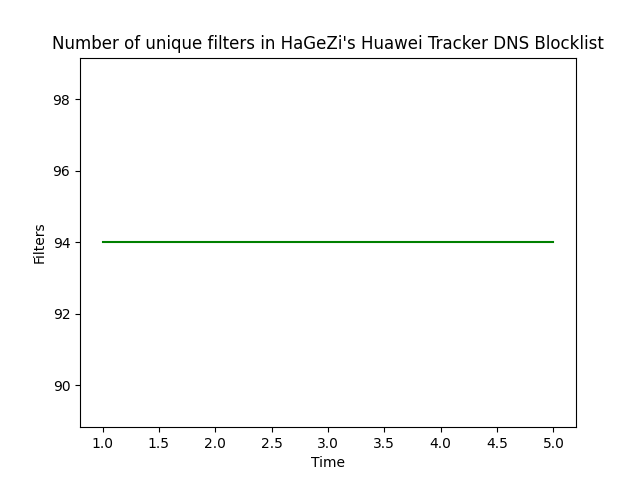 Number of unique filters in HaGeZi's Huawei Tracker DNS Blocklist
98
96
94
92
90
Filters
1.0 1.5 2.0 2.5 3.0 3.5 4.0 4.5 5.0
Time